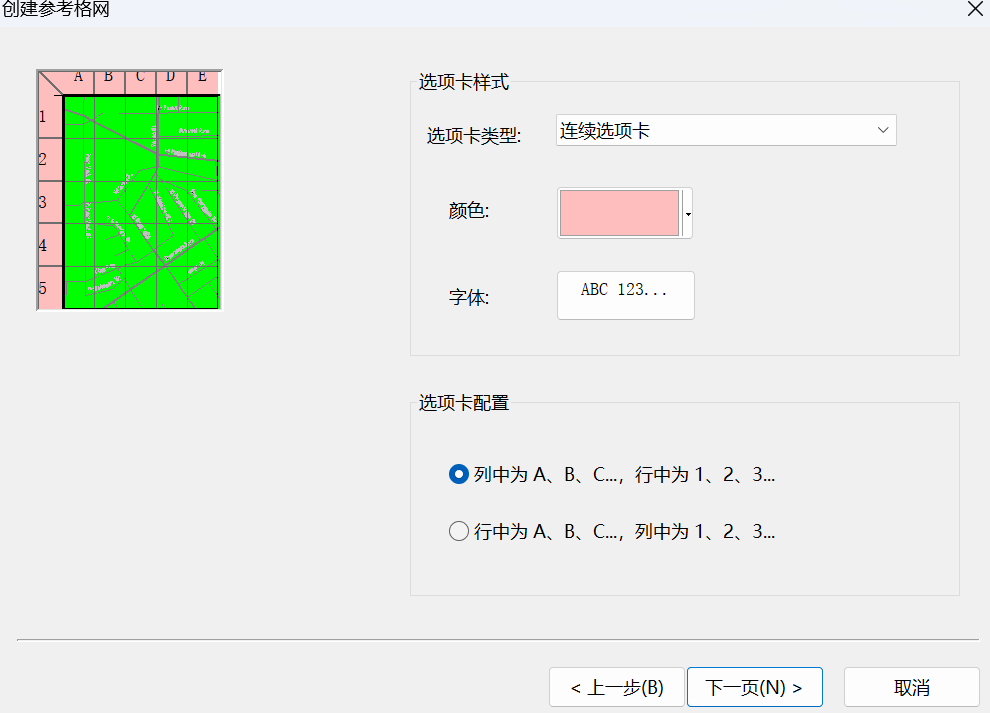 创建参考格网
A B C D E
1
2
3
4
5
选项卡样式
选项卡类型: 连续选项卡
颜色:
字体: ABC 123...
选项卡配置
列中为 A、B、C...，行中为 1、2、3...
行中为 A、B、C...，列中为 1、2、3...
< 上一步(B) 下一页(N) > 取消